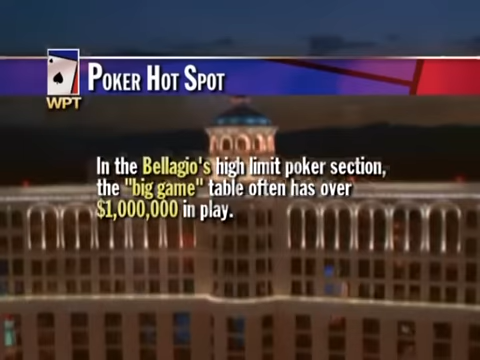 POKER HOT SPOT
WPT
In the Bellagio's high limit poker section,
the "big game" table often has over
$1,000,000 in play.